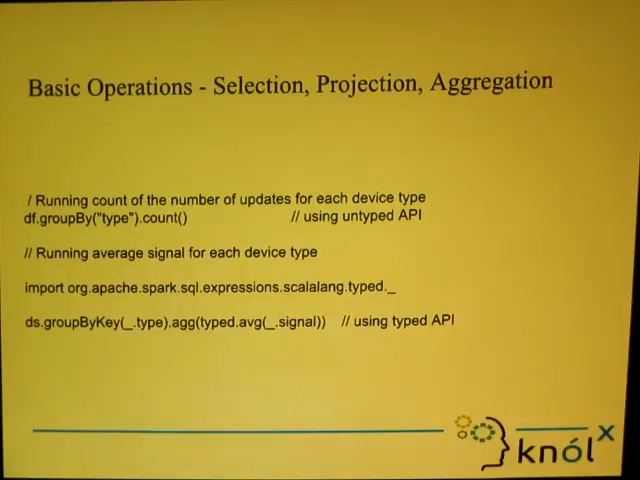 Basic Operations - Selection, Projection, Aggregation
/ Running count of the number of updates for each device type
df.groupBy("type").count() // using untyped API
// Running average signal for each device type
import org.apache.spark.sql.expressions.scalalang.typed._
ds.groupByKey(_.type).agg(typed.avg(_.signal)) // using typed API
knólx